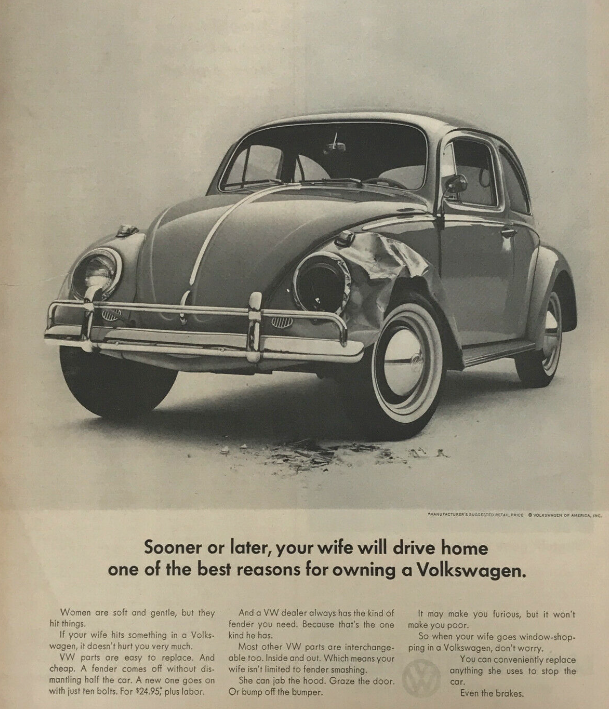 *MANUFACTURER'S SUGGESTED RETAIL PRICE © VOLKSWAGEN OF AMERICA, INC.
Sooner or later, your wife will drive home
one of the best reasons for owning a Volkswagen.
Women are soft and gentle, but they
hit things.
If your wife hits something in a Volks-
wagen, it doesn't hurt you very much.
VW parts are easy to replace. And
cheap. A fender comes off without dis-
mantling half the car. A new one goes on
with just ten bolts. For $24.95,* plus labor.
And a VW dealer always has the kind of
fender you need. Because that's the one
kind he has.
Most other VW parts are interchange-
able too. Inside and out. Which means your
wife isn't limited to fender smashing.
She can jab the hood. Graze the door.
Or bump off the bumper.
It may make you furious, but it won't
make you poor.
So when your wife goes window-shop-
ping in a Volkswagen, don't worry.
You can conveniently replace
anything she uses to stop the
car.
Even the brakes.